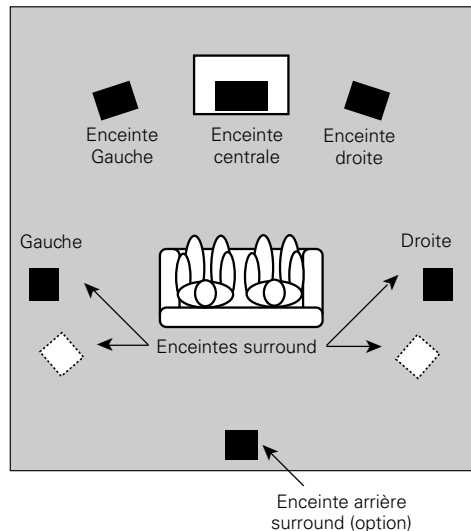 Enceinte
Gauche
Enceinte
centrale
Enceinte
droite
Gauche
Droite
Enceintes surround
Enceinte arrière
surround (option)